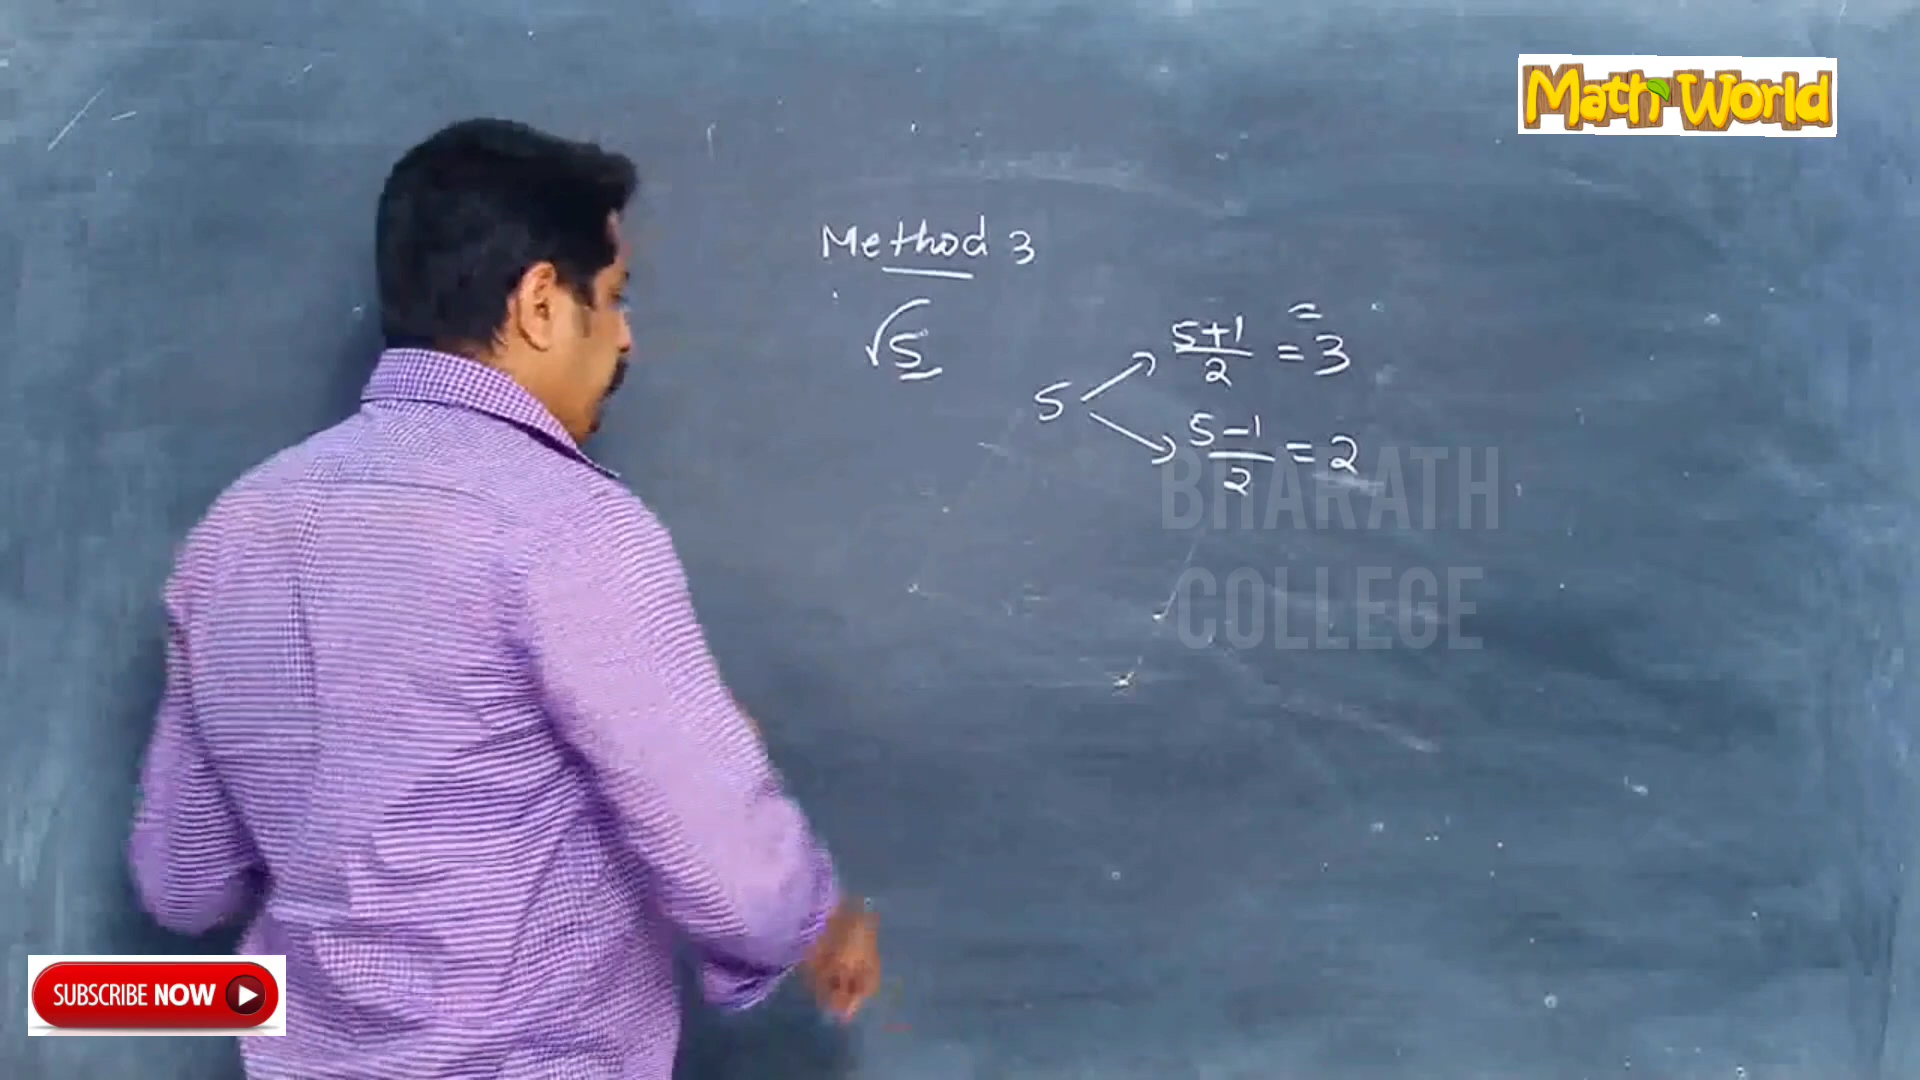 Math World
Method 3
√5
5
5+1/2 = 3
5-1/2 = 2
BHARATH
COLLEGE
SUBSCRIBE NOW